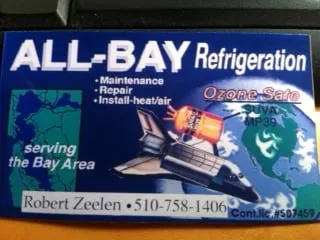 ALL-BAY Refrigeration
• Maintenance
• Repair
• Install-heat/air
Ozone Safe
SUVA
MP39
serving
the Bay Area
Robert Zeelen • 510-758-1406
Cont.lic.#507459